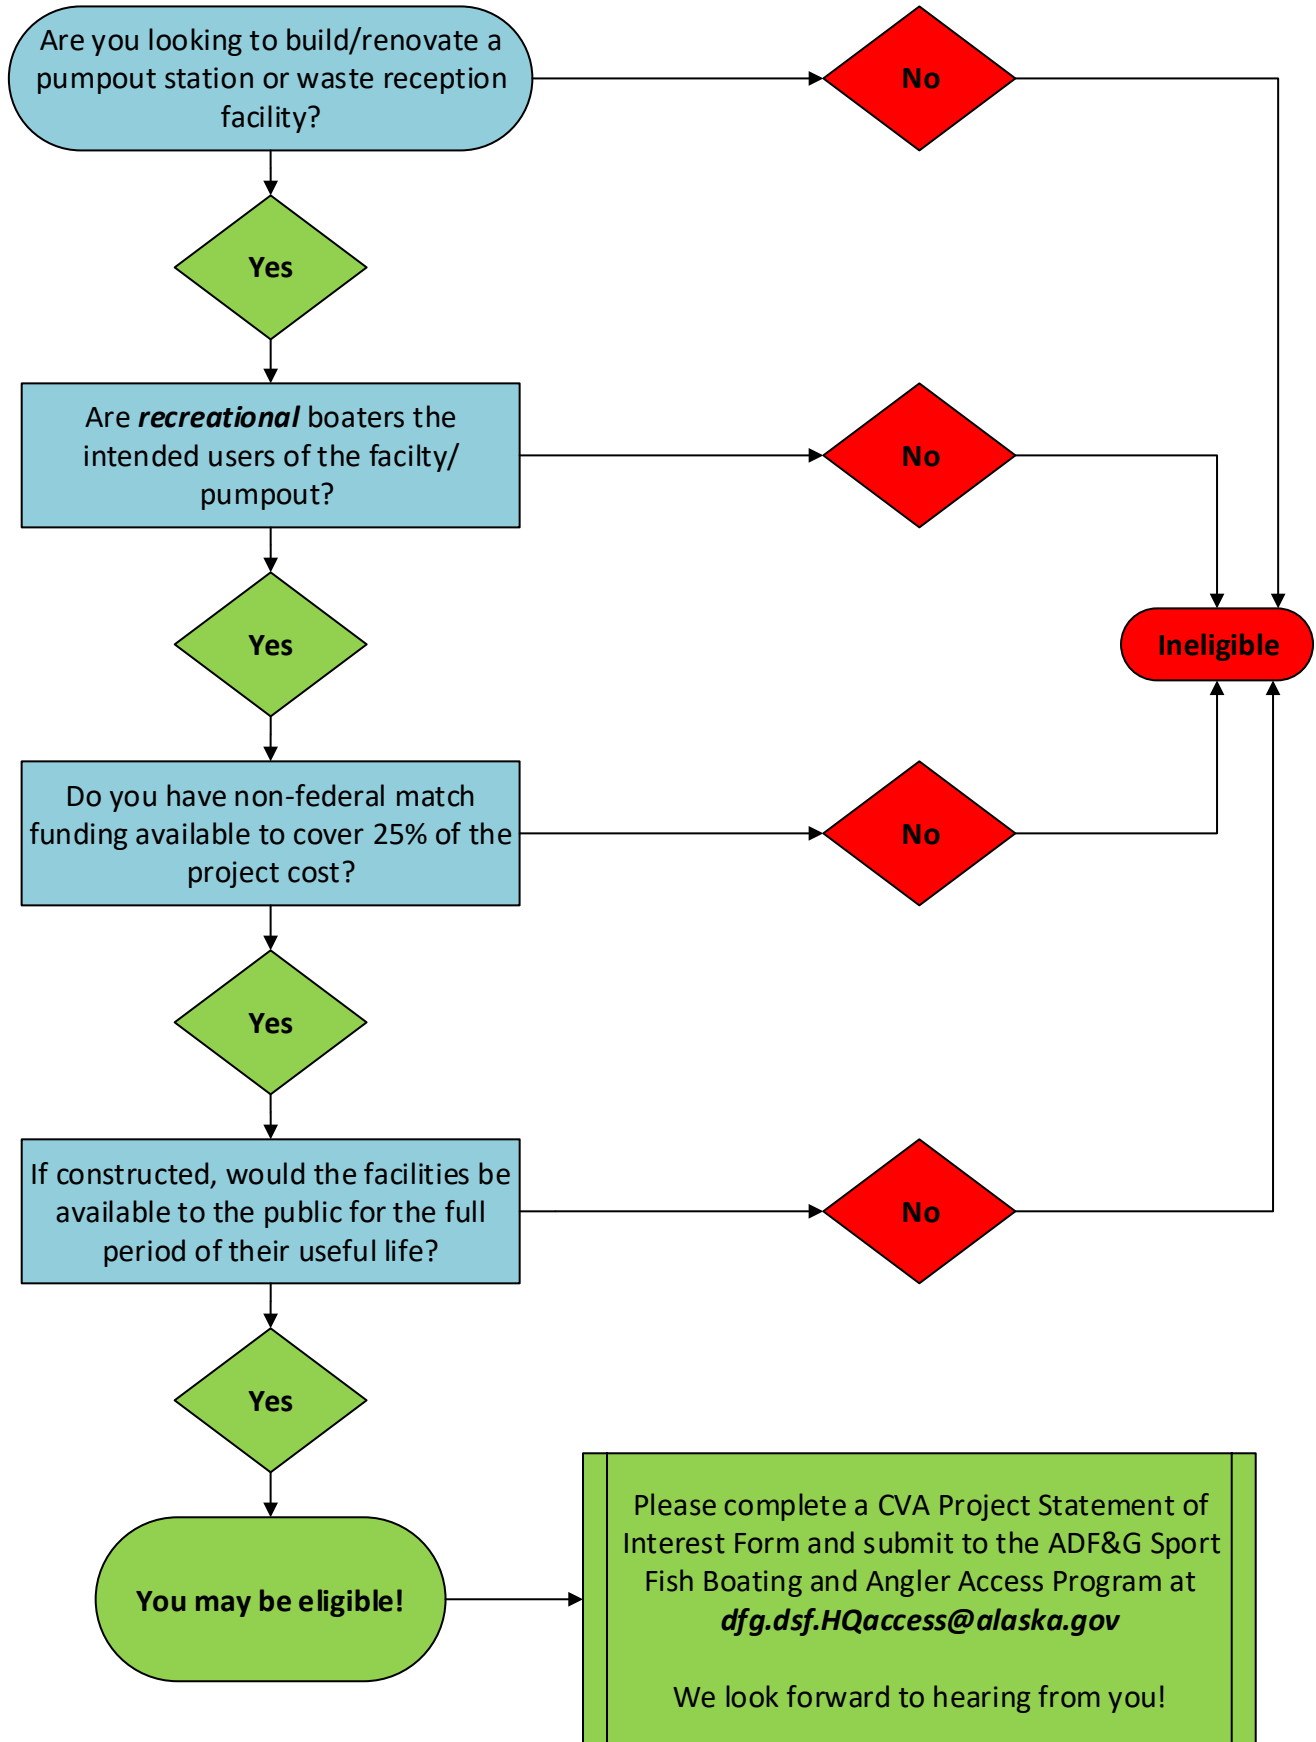 Are you looking to build/renovate a
pumpout station or waste reception
facility?
No
Yes
Are recreational boaters the
intended users of the facilty/
pumpout?
No
Yes
Ineligible
Do you have non-federal match
funding available to cover 25% of the
project cost?
No
Yes
If constructed, would the facilities be
available to the public for the full
period of their useful life?
No
Yes
You may be eligible!
Please complete a CVA Project Statement of
Interest Form and submit to the ADF&G Sport
Fish Boating and Angler Access Program at
dfg.dsf.HQaccess@alaska.gov
We look forward to hearing from you!